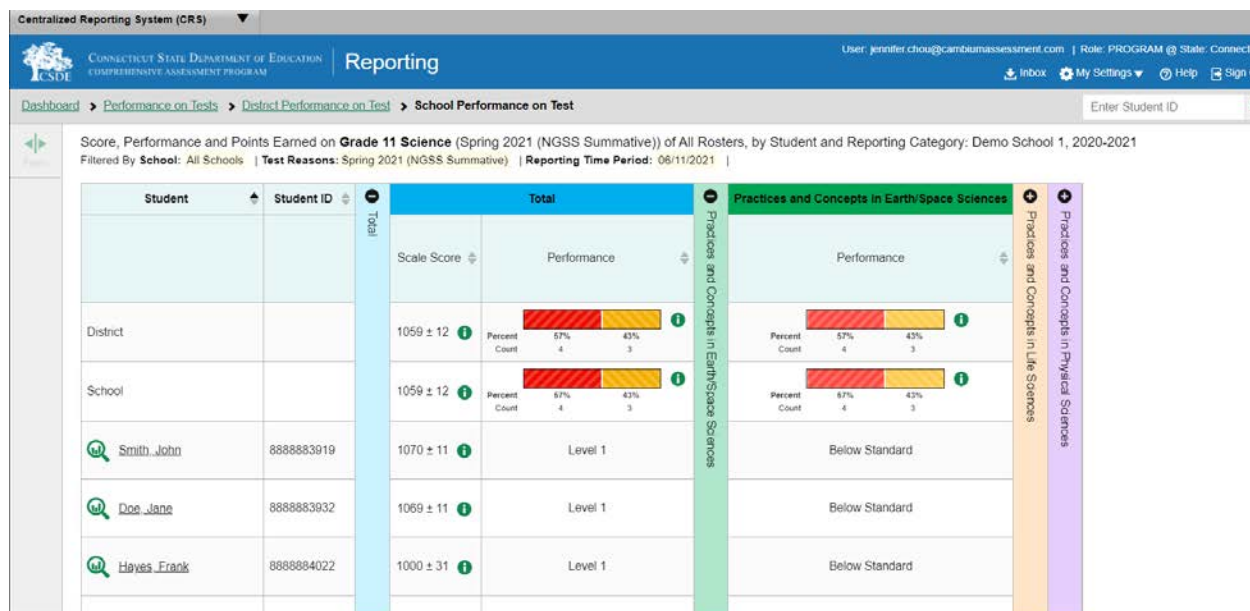 Centralized Reporting System (CRS)
CSDE
CONNECTICUT STATE DEPARTMENT OF EDUCATION
COMPREHENSIVE ASSESSMENT PROGRAM
Reporting
User: jennifer.chou@cambiumassessment.com | Role: PROGRAM @ State: Connect
Inbox My Settings Help Sign
Dashboard > Performance on Tests > District Performance on Test > School Performance on Test
Enter Student ID
Score, Performance and Points Earned on Grade 11 Science (Spring 2021 (NGSS Summative)) of All Rosters, by Student and Reporting Category: Demo School 1, 2020-2021
Filtered By School: All Schools | Test Reasons: Spring 2021 (NGSS Summative) | Reporting Time Period: 06/11/2021 |
Student Student ID Total Total Practices and Concepts in Earth/Space Sciences Practices and Concepts in Earth/Space Sciences Practices and Concepts in Life Sciences Practices and Concepts in Physical Sciences
Scale Score Performance Performance
District 1059 ± 12
Percent 57% 43% Percent 57% 43%
Count 4 3 Count 4 3
School 1059 ± 12
Percent 57% 43% Percent 57% 43%
Count 4 3 Count 4 3
Smith, John 8888883919 1070 ± 11 Level 1 Below Standard
Doe, Jane 8888883932 1069 ± 11 Level 1 Below Standard
Hayes, Frank 8888884022 1000 ± 31 Level 1 Below Standard